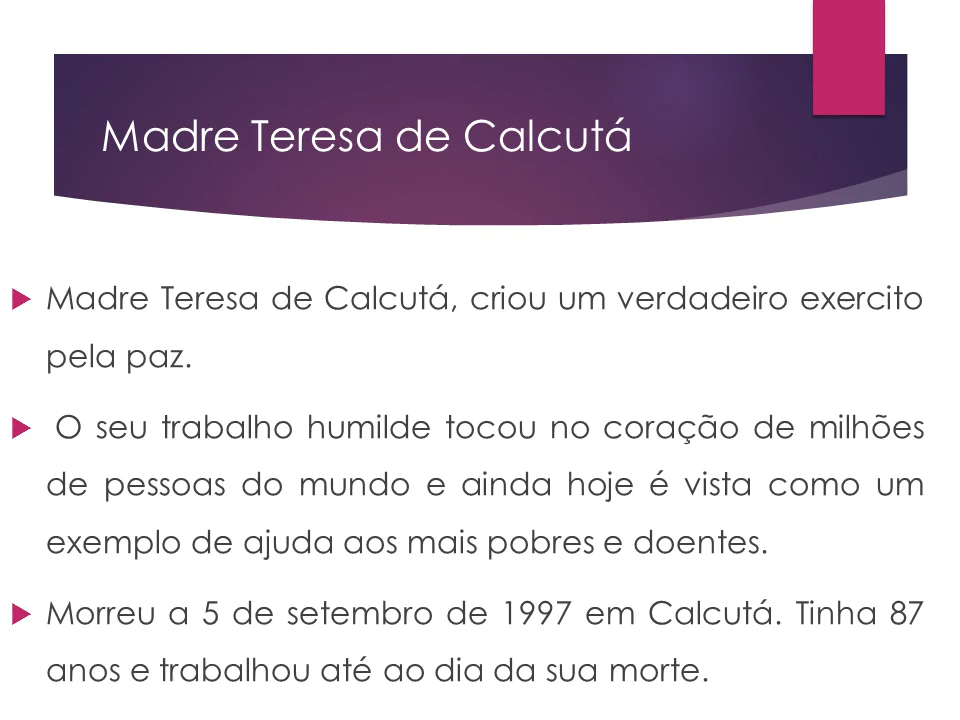 Madre Teresa de Calcutá
Madre Teresa de Calcutá, criou um verdadeiro exercito
pela paz.
O seu trabalho humilde tocou no coração de milhões
de pessoas do mundo e ainda hoje é vista como um
exemplo de ajuda aos mais pobres e doentes.
Morreu a 5 de setembro de 1997 em Calcutá. Tinha 87
anos e trabalhou até ao dia da sua morte.